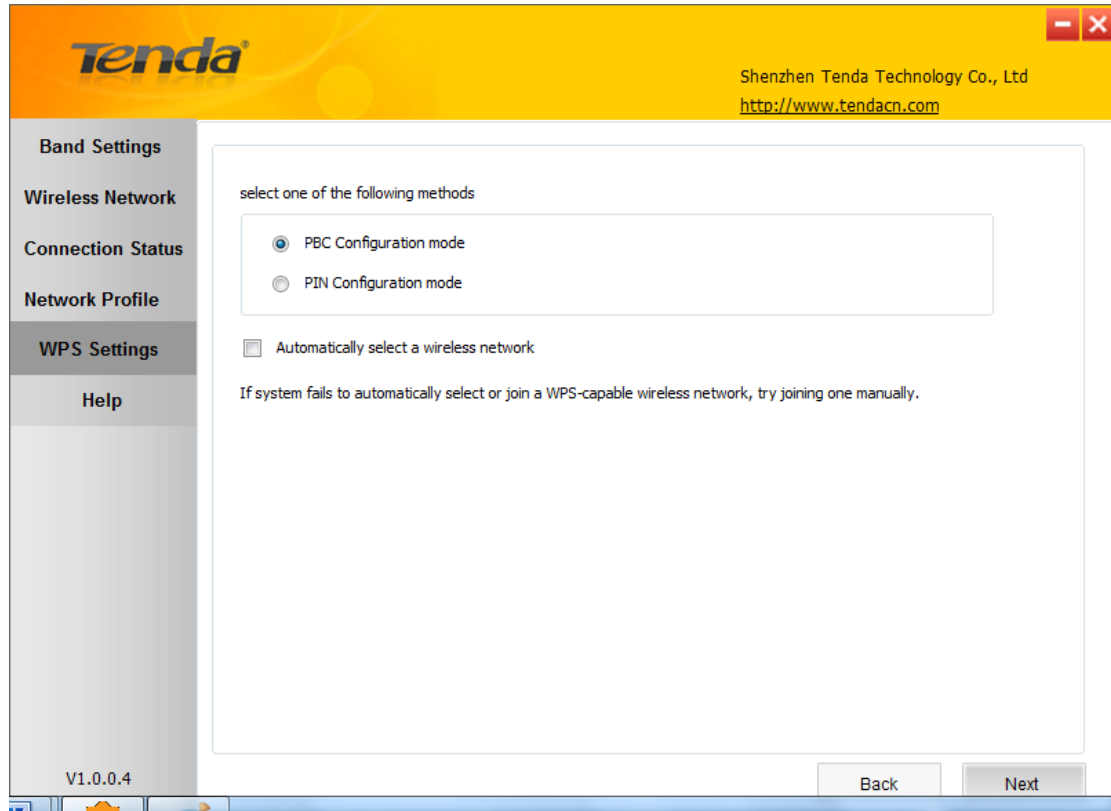 Tenda®
Shenzhen Tenda Technology Co., Ltd
http://www.tendacn.com
Band Settings
Wireless Network
Connection Status
Network Profile
WPS Settings
Help
select one of the following methods
PBC Configuration mode
PIN Configuration mode
Automatically select a wireless network
If system fails to automatically select or join a WPS-capable wireless network, try joining one manually.
V1.0.0.4
Back
Next